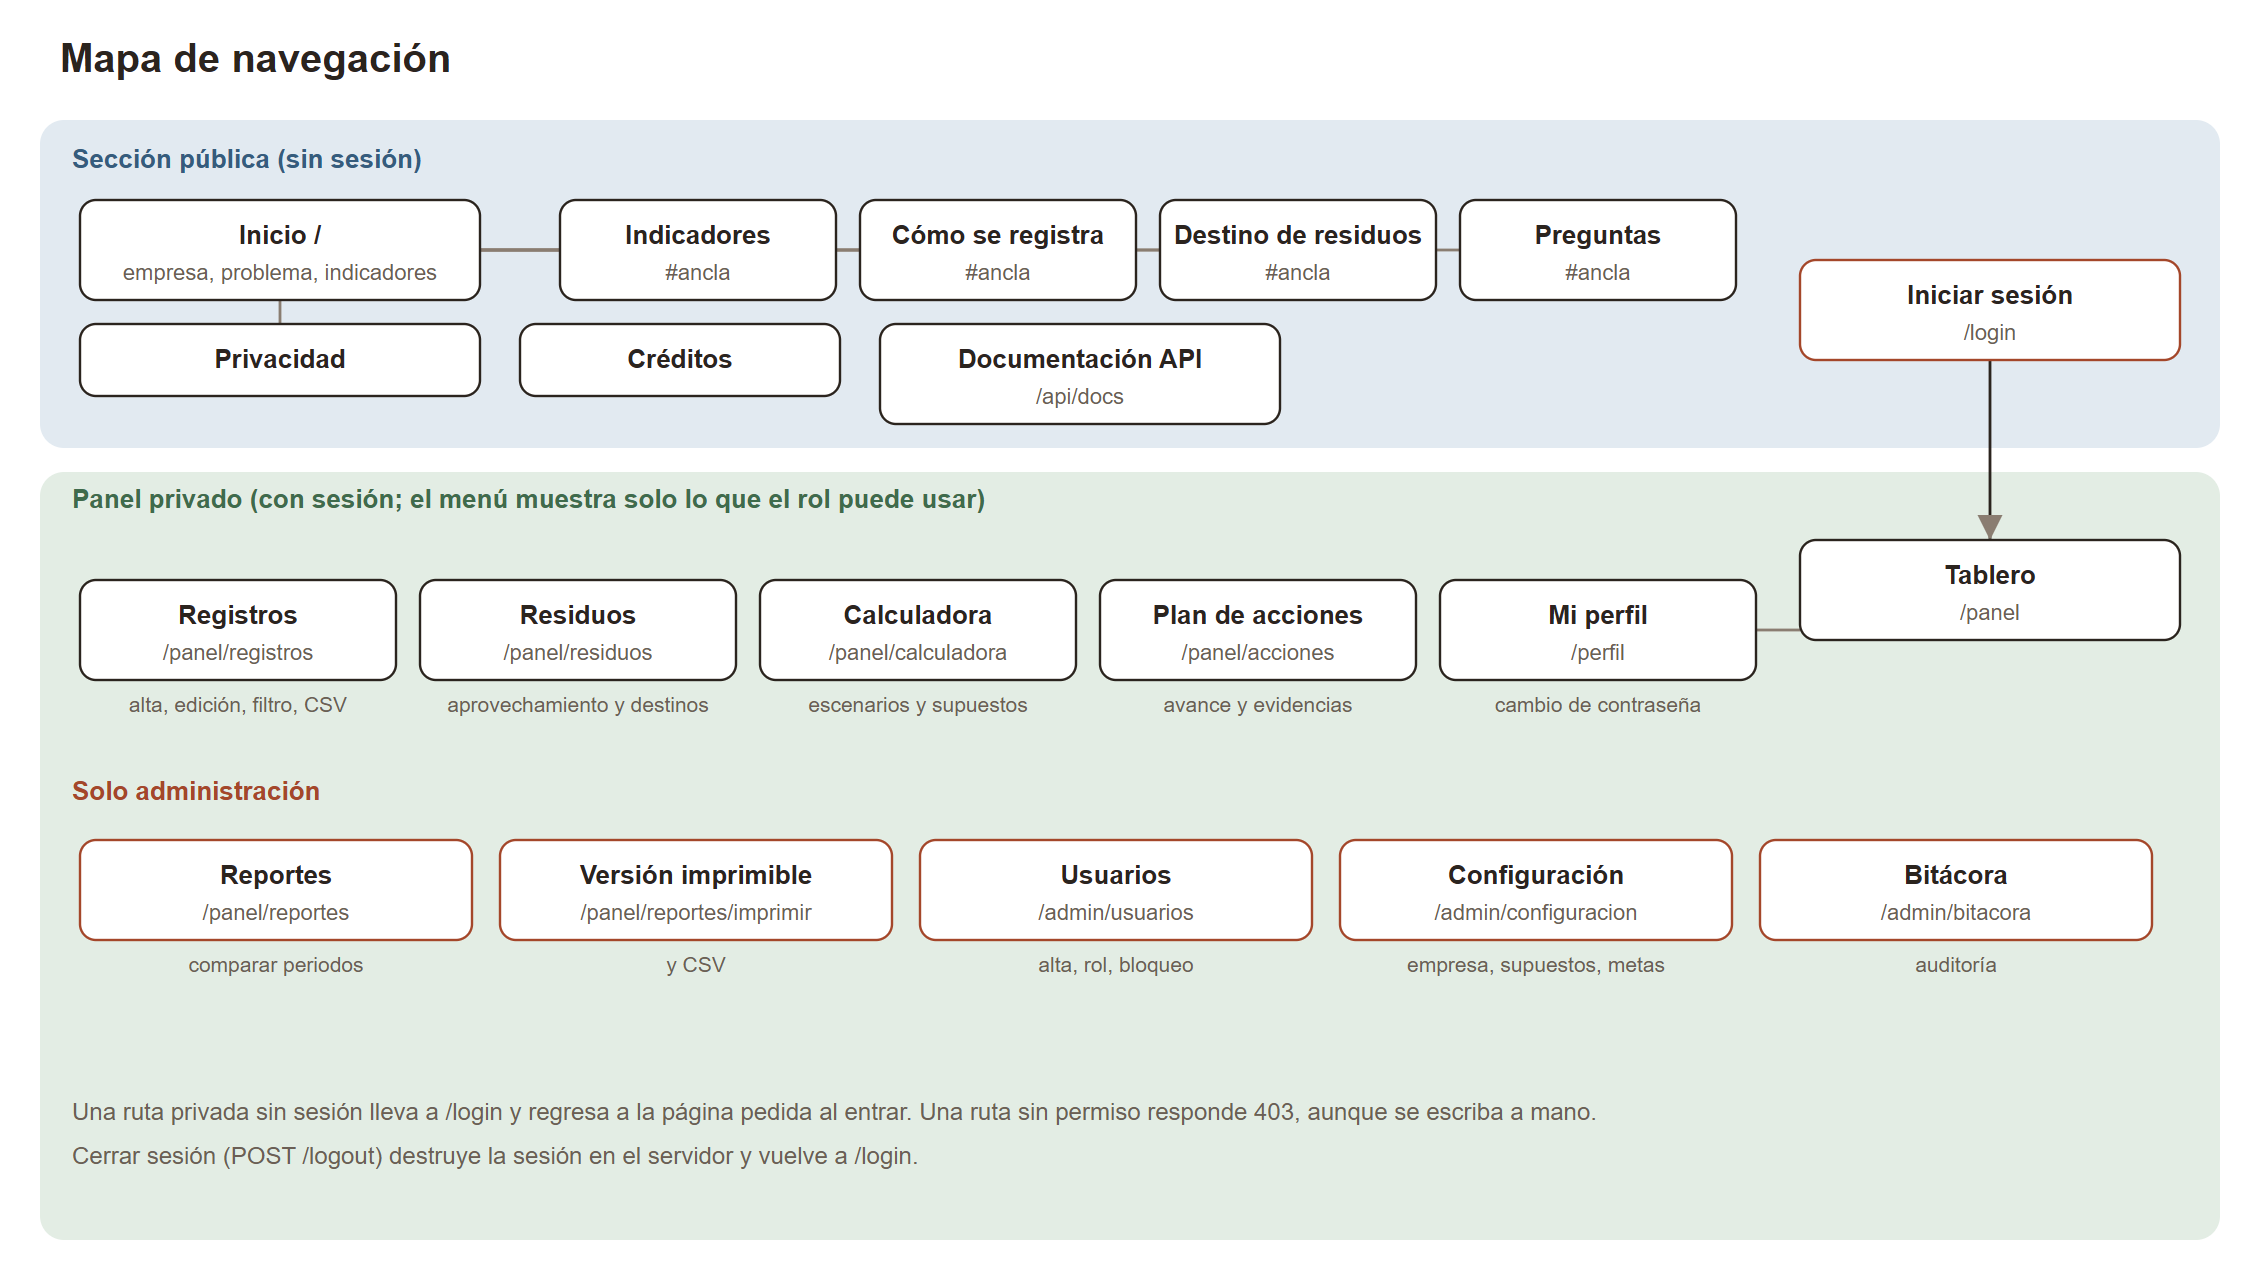 Mapa de navegación
Sección pública (sin sesión)
Inicio /
empresa, problema, indicadores
Indicadores
#ancla
Cómo se registra
#ancla
Destino de residuos
#ancla
Preguntas
#ancla
Iniciar sesión
/login
Privacidad
Créditos
Documentación API
/api/docs
Panel privado (con sesión; el menú muestra solo lo que el rol puede usar)
Tablero
/panel
Registros
/panel/registros
alta, edición, filtro, CSV
Residuos
/panel/residuos
aprovechamiento y destinos
Calculadora
/panel/calculadora
escenarios y supuestos
Plan de acciones
/panel/acciones
avance y evidencias
Mi perfil
/perfil
cambio de contraseña
Solo administración
Reportes
/panel/reportes
comparar periodos
Versión imprimible
/panel/reportes/imprimir
y CSV
Usuarios
/admin/usuarios
alta, rol, bloqueo
Configuración
/admin/configuracion
empresa, supuestos, metas
Bitácora
/admin/bitacora
auditoría
Una ruta privada sin sesión lleva a /login y regresa a la página pedida al entrar. Una ruta sin permiso responde 403, aunque se escriba a mano.
Cerrar sesión (POST /logout) destruye la sesión en el servidor y vuelve a /login.